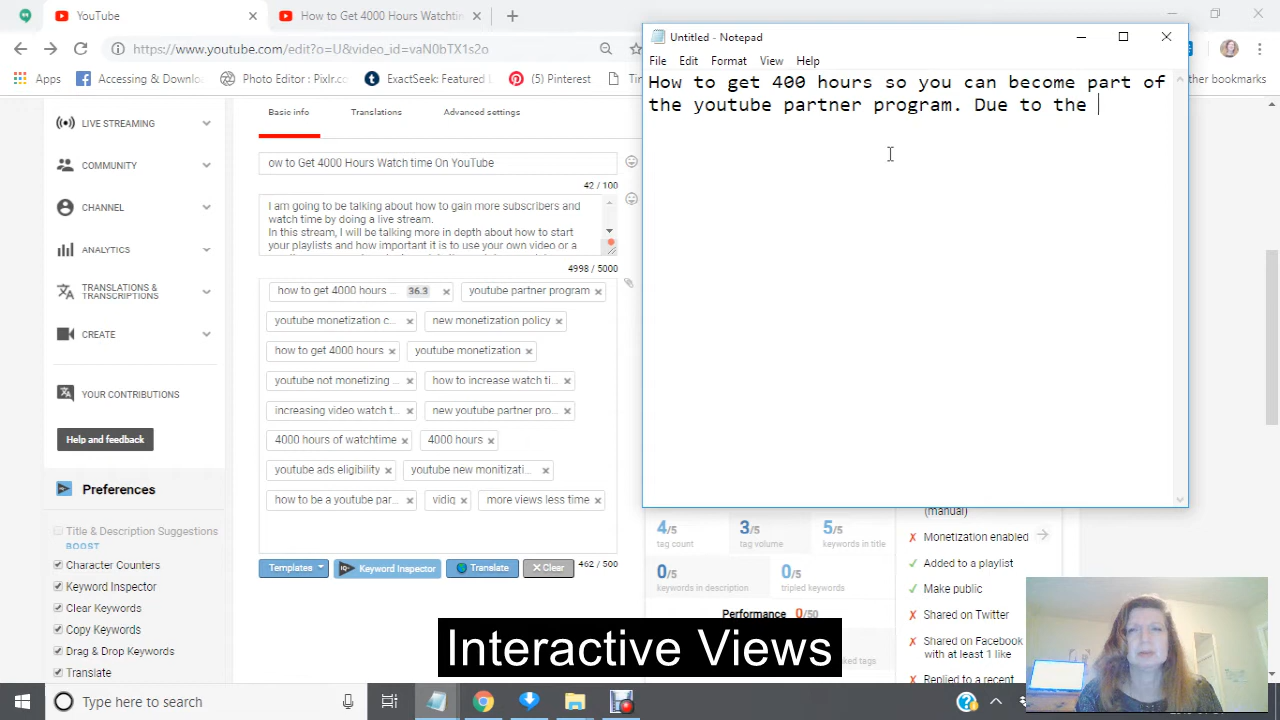 YouTube
How to Get 4000 Hours Watchtim
https://www.youtube.com/edit?o=U&video_id=vaN0bTX1s2o
Apps
Accessing & Downlo
Photo Editor : Pixlr.co
ExactSeek: Featured
(5) Pinterest
Tin
her bookmarks
LIVE STREAMING
COMMUNITY
CHANNEL
ANALYTICS
TRANSLATIONS &
TRANSCRIPTIONS
CREATE
YOUR CONTRIBUTIONS
Help and feedback
Preferences
Title & Description Suggestions
BOOST
Character Counters
Keyword Inspector
Clear Keywords
Copy Keywords
Drag & Drop Keywords
Translate
Basic info
Translations
Advanced settings
ow to Get 4000 Hours Watch time On YouTube
42 / 100
I am going to be talking about how to gain more subscribers and
watch time by doing a live stream.
In this stream, I will be talking more in depth about how to start
your playlists and how important it is to use your own video or a
4998 / 5000
how to get 4000 hours ... 36.3
youtube partner program
youtube monetization c...
new monetization policy
how to get 4000 hours
youtube monetization
youtube not monetizing ...
how to increase watch ti...
increasing video watch t...
new youtube partner pro...
4000 hours of watchtime
4000 hours
youtube ads eligibility
youtube new monitizati...
how to be a youtube par...
vidiq
more views less time
Templates
Keyword Inspector
Translate
Clear
462 / 500
Untitled - Notepad
File Edit Format View Help
How to get 400 hours so you can become part of
the youtube partner program. Due to the
4/5
tag count
3/5
tag volume
5/5
keywords in title
0/5
keywords in description
0/5
tripled keywords
Performance 0/50
ked tags
(manual)
Monetization enabled
Added to a playlist
Make public
Shared on Twitter
Shared on Facebook
with at least 1 like
Replied to a recent
Interactive Views
Type here to search